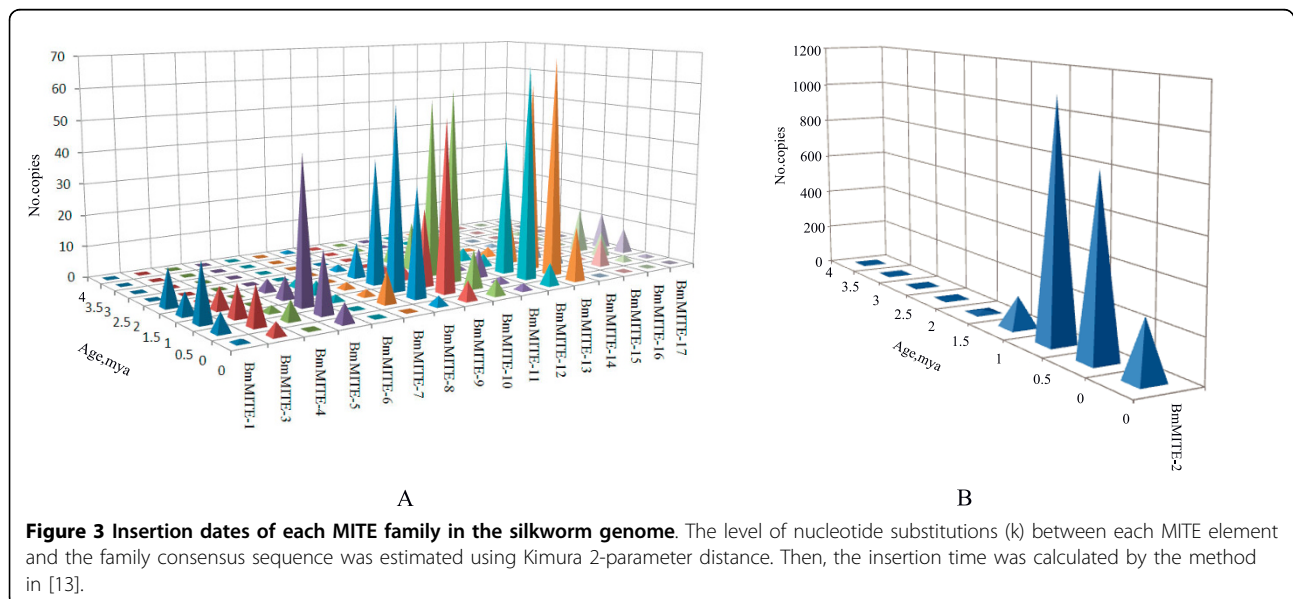 70
60
50
40
30
20
10
0
No.copies
4
3.5
3
2.5
2
1.5
1
0.5
0
0
Age,mya
BmMITE-1
BmMITE-3
BmMITE-4
BmMITE-5
BmMITE-6
BmMITE-7
BmMITE-8
BmMITE-9
BmMITE-10
BmMITE-11
BmMITE-12
BmMITE-13
BmMITE-14
BmMITE-15
BmMITE-16
BmMITE-17
A
1200
1000
800
600
400
200
0
No.copies
4
3.5
3
2.5
2
1.5
1
0.5
0
0
Age,mya
BmMITE-2
B
Figure 3 Insertion dates of each MITE family in the silkworm genome. The level of nucleotide substitutions (k) between each MITE element
and the family consensus sequence was estimated using Kimura 2-parameter distance. Then, the insertion time was calculated by the method
in [13].